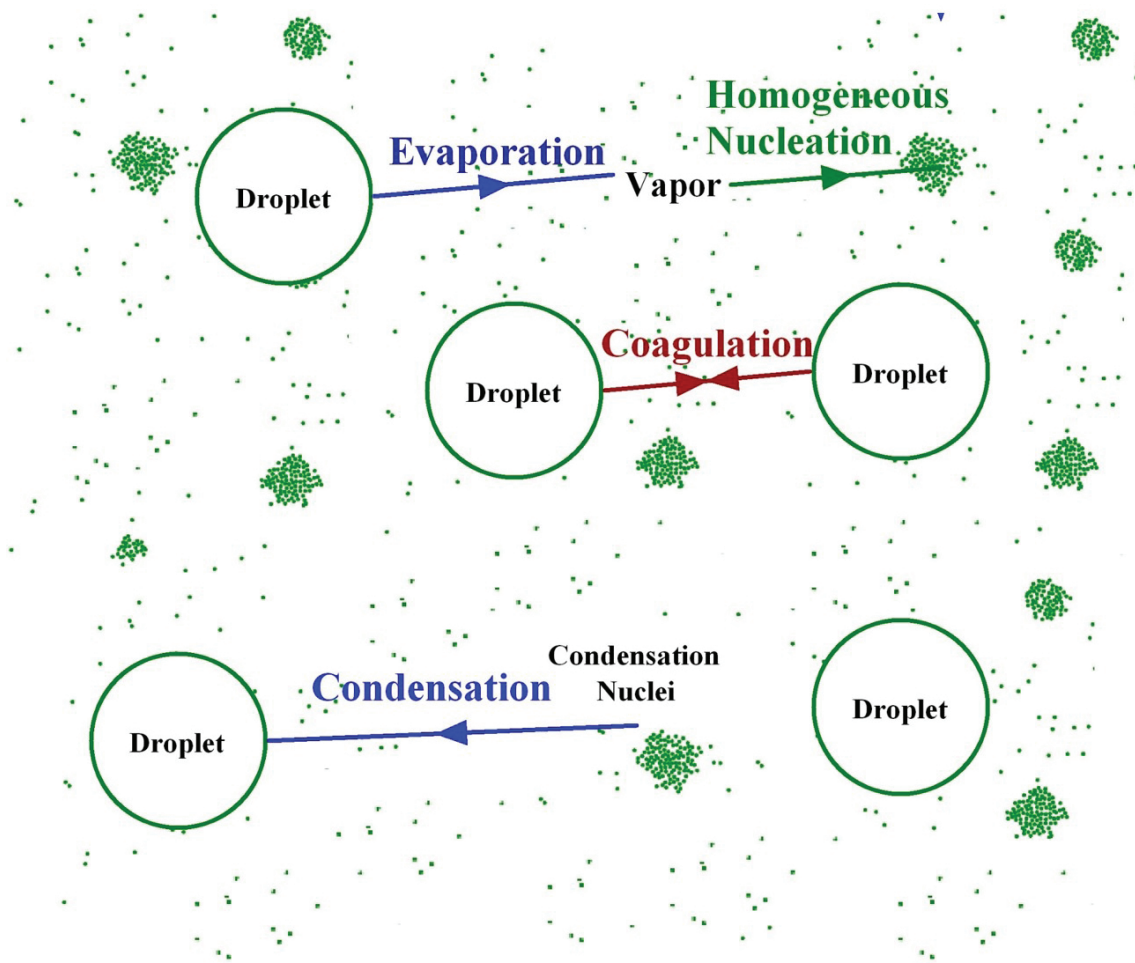 Homogeneous
Nucleation
Evaporation
Vapor
Droplet
Coagulation
Droplet
Droplet
Condensation
Nuclei
Condensation
Droplet
Droplet